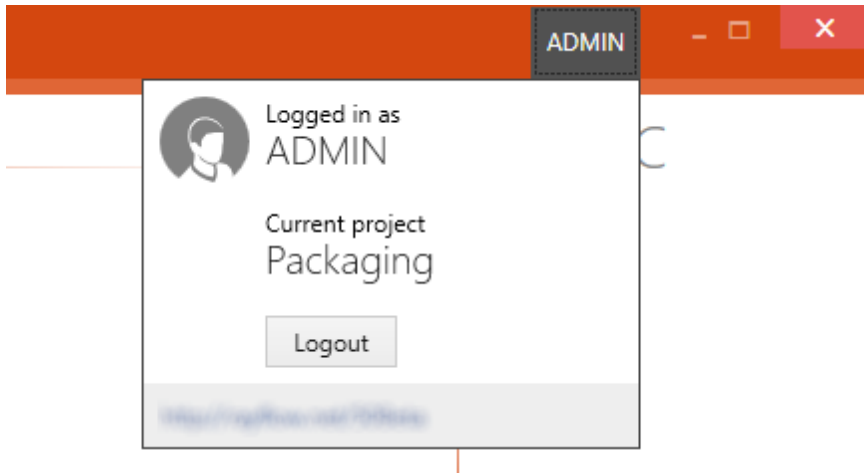 ADMIN
Logged in as
ADMIN
C
Current project
Packaging
Logout